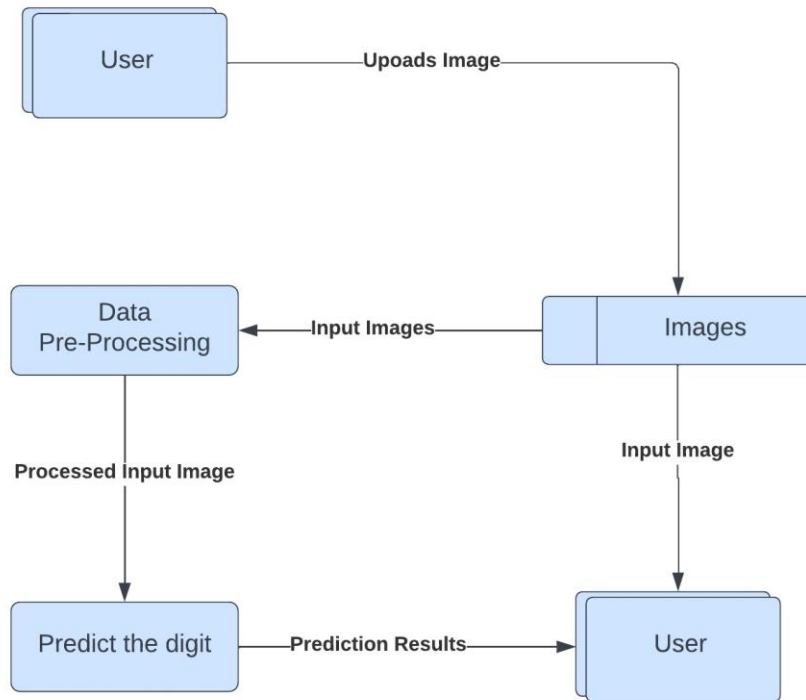 User
Upoads Image
Data
Pre-Processing
Input Images
Images
Processed Input Image
Input Image
Predict the digit
Prediction Results
User